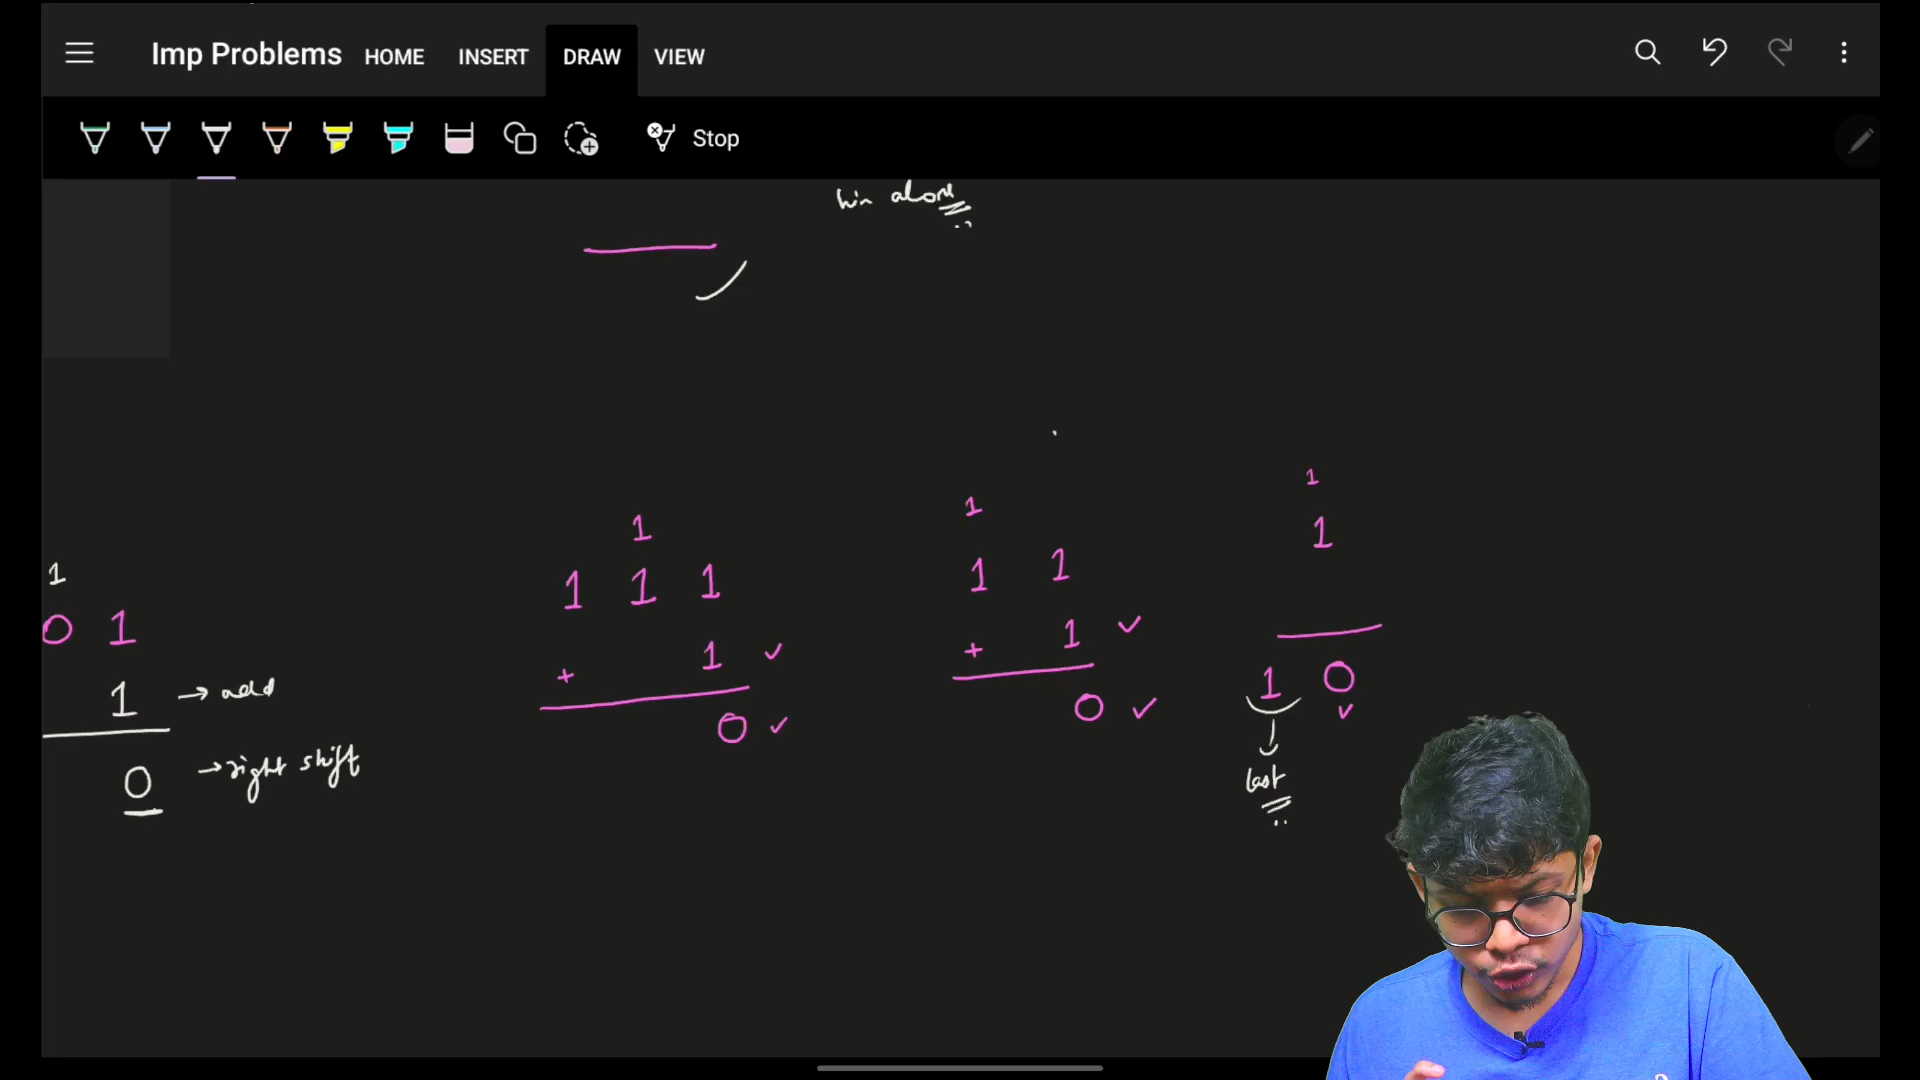 Imp Problems HOME INSERT DRAW VIEW
Stop
alone
1
0 1
1 → add
0 → right shift
1
1 1 1
+ 1 ✓
0 ✓
1
1 1
+ 1 ✓
0 ✓
1
1
1 0
✓
last